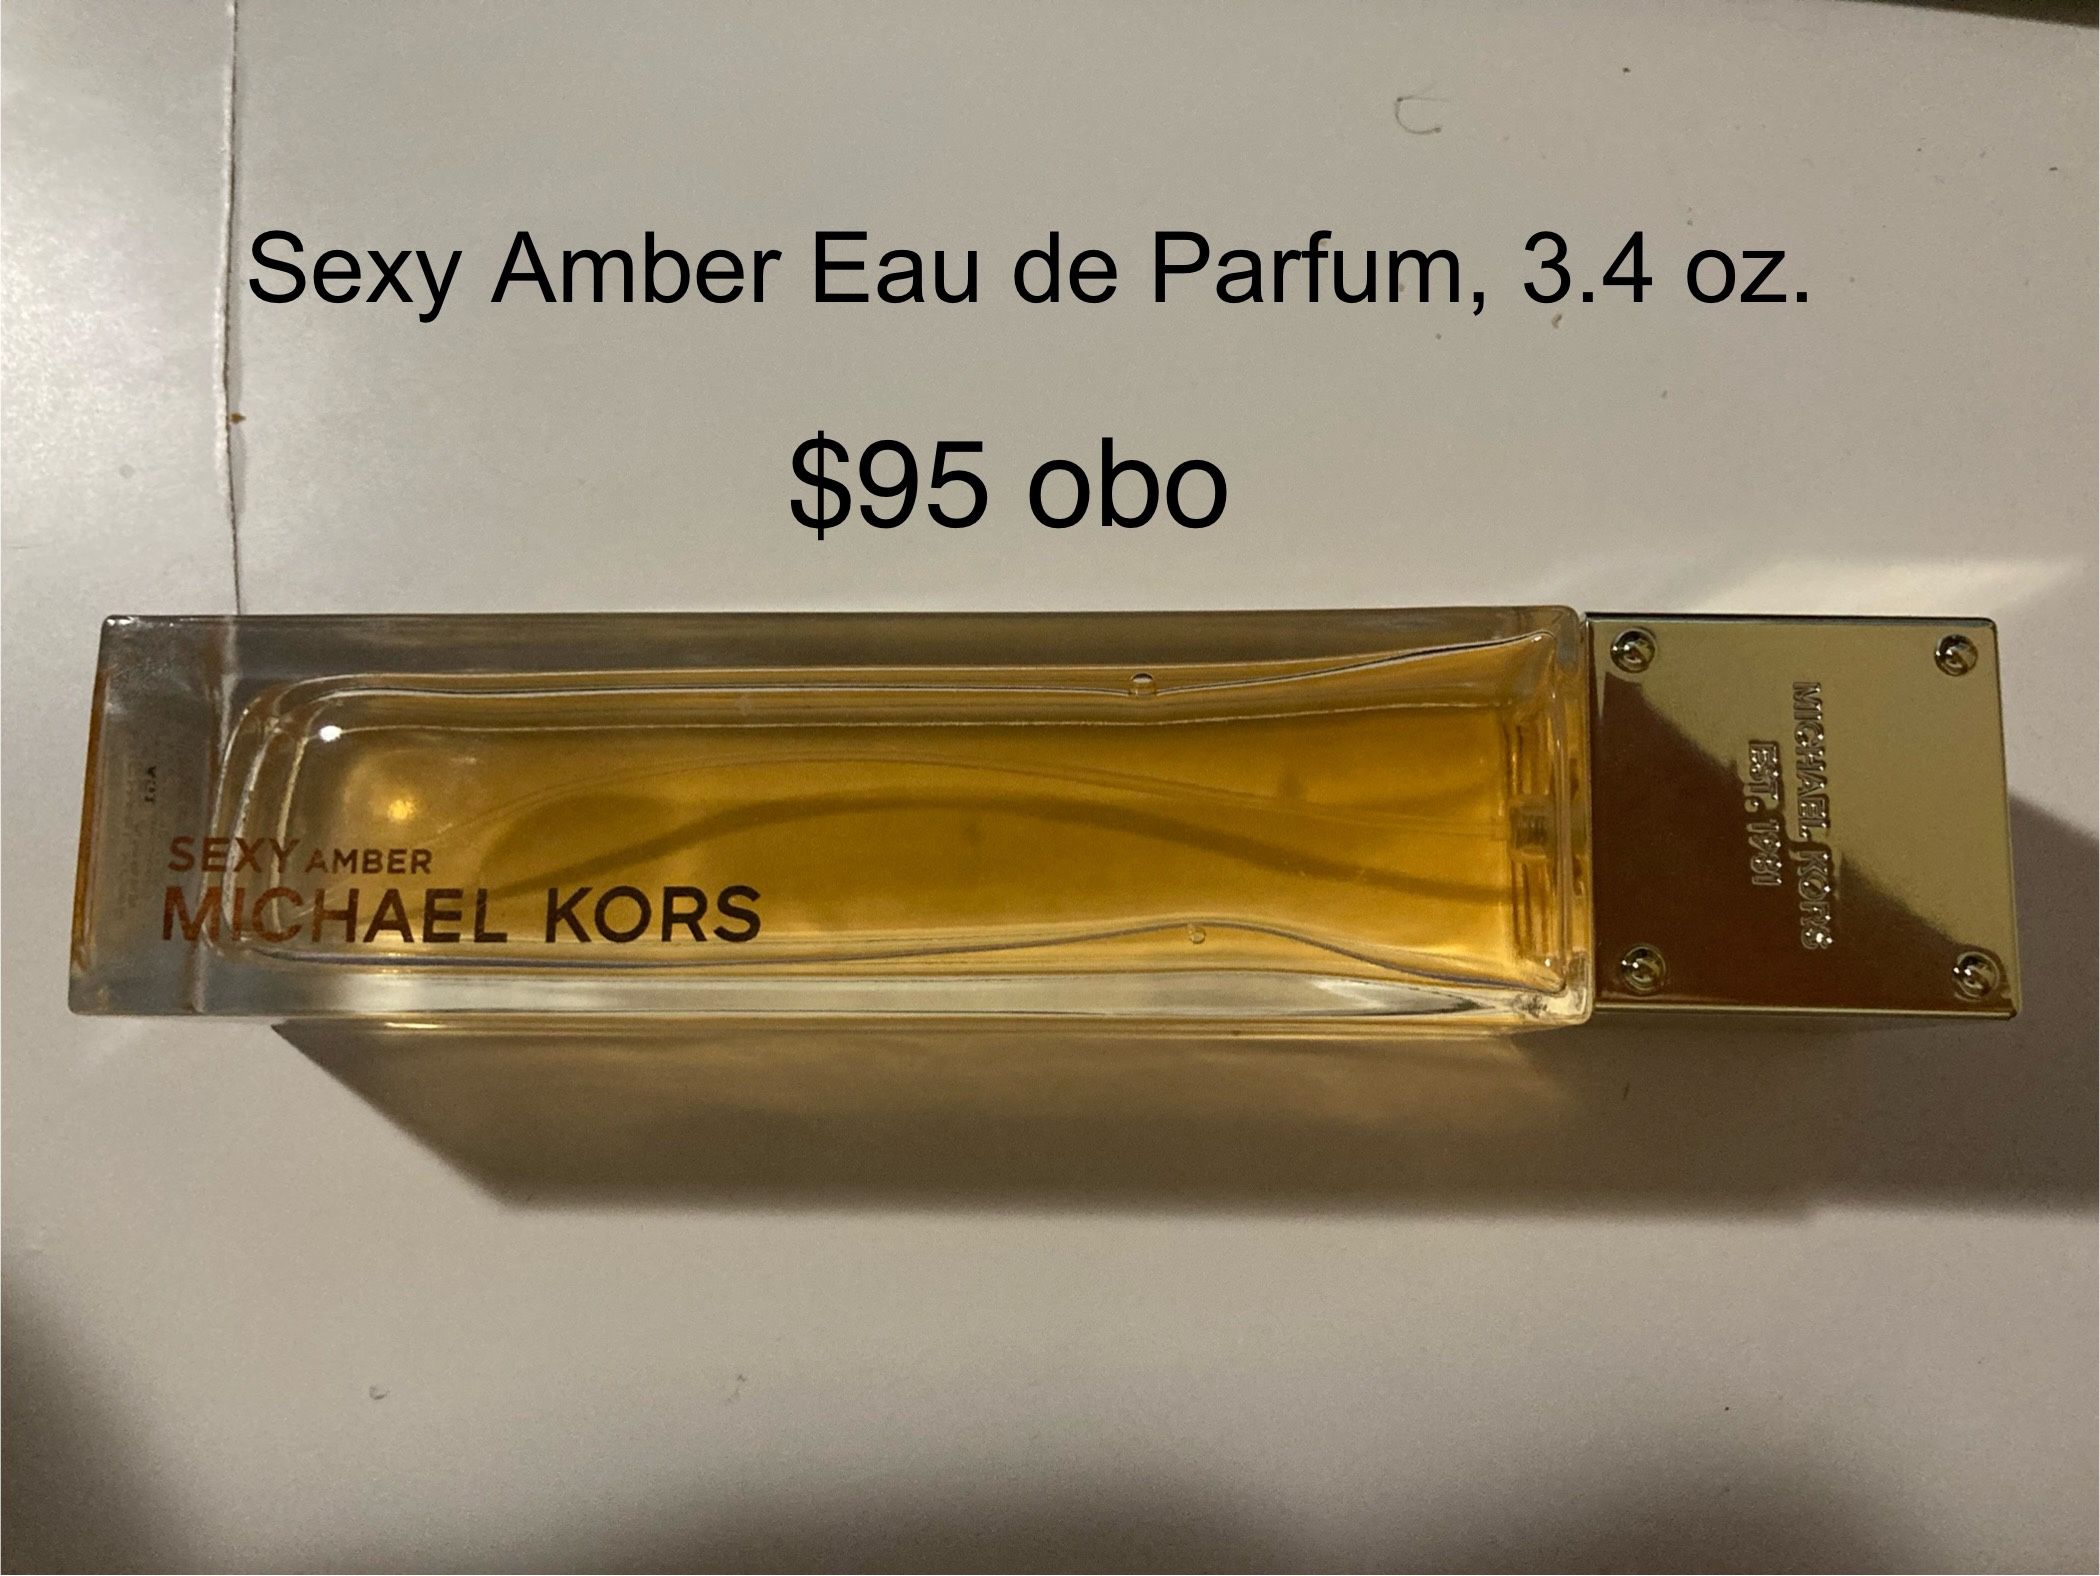 Sexy Amber Eau de Parfum, 3.4 oz.
$95 obo
SEXY AMBER
MICHAEL KORS
MICHAEL KORS
EST. 1981